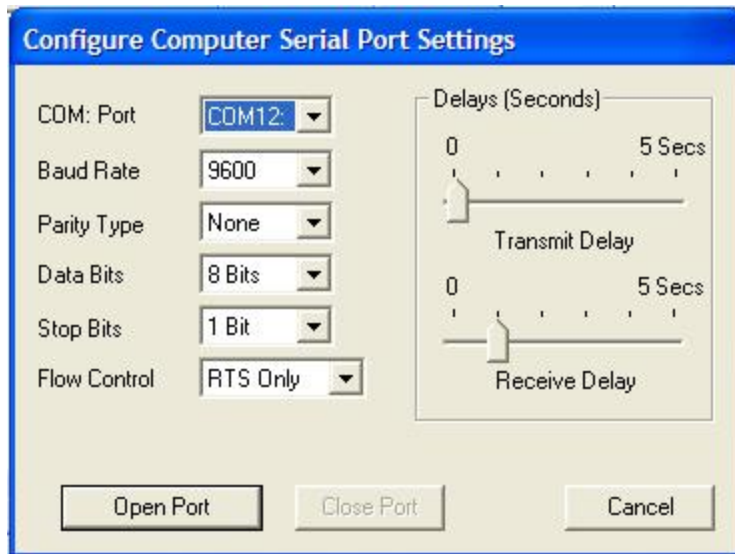 Configure Computer Serial Port Settings
COM: Port COM12:
Baud Rate 9600
Parity Type None
Data Bits 8 Bits
Stop Bits 1 Bit
Flow Control RTS Only
Delays (Seconds)
0 5 Secs
Transmit Delay
0 5 Secs
Receive Delay
Open Port Close Port Cancel